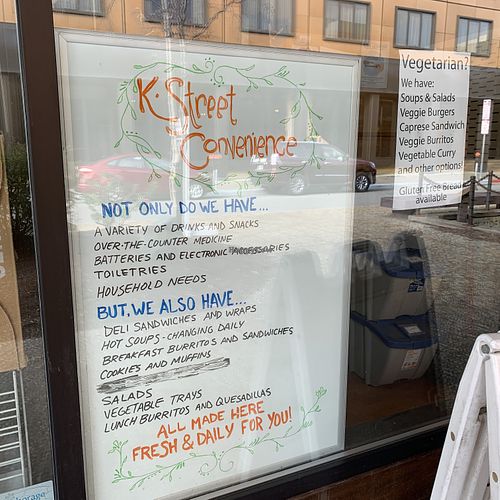 K. Street
Convenience
NOT ONLY DO WE HAVE...
A VARIETY OF DRINKS AND SNACKS
OVER-THE-COUNTER MEDICINE
BATTERIES AND ELECTRONIC ACCESSORIES
TOILETRIES
HOUSEHOLD NEEDS
BUT, WE ALSO HAVE...
DELI SANDWICHES AND WRAPS
HOT SOUPS - CHANGING DAILY
BREAKFAST BURRITOS AND SANDWICHES
COOKIES AND MUFFINS
SALADS
VEGETABLE TRAYS
LUNCH BURRITOS AND QUESADILLAS
ALL MADE HERE
FRESH & DAILY FOR YOU!
Vegetarian?
We have:
Soups & Salads
Veggie Burgers
Caprese Sandwich
Veggie Burritos
Vegetable Curry
and other options
Gluten Free Bread
available